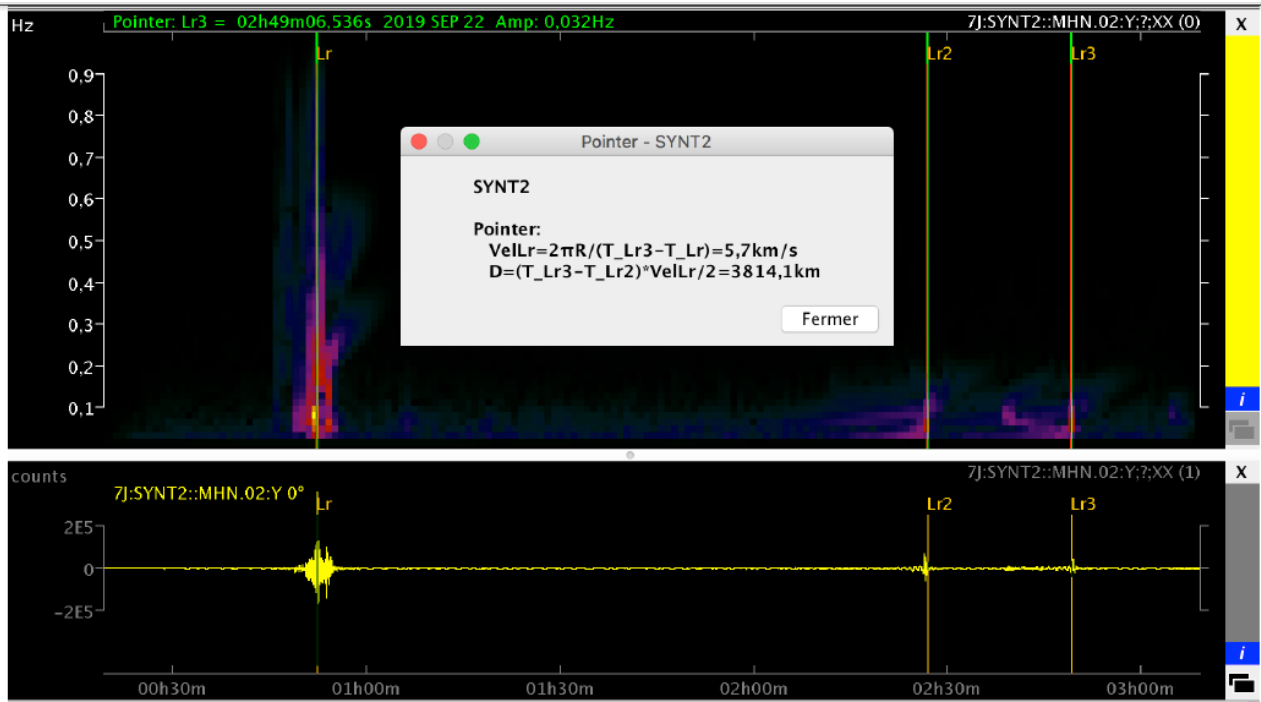 Hz
Pointer: Lr3 = 02h49m06,536s 2019 SEP 22 Amp: 0,032Hz
7J:SYNT2::MHN.02:Y;?;XX (0)
X
Lr
Lr2
Lr3
0,9
0,8
0,7
0,6
0,5
0,4
0,3
0,2
0,1
Pointer - SYNT2
SYNT2
Pointer:
VelLr=2πR/(T_Lr3-T_Lr)=5,7km/s
D=(T_Lr3-T_Lr2)*VelLr/2=3814,1km
Fermer
i
counts
7J:SYNT2::MHN.02:Y;?;XX (1)
X
7J:SYNT2::MHN.02:Y 0°
Lr
Lr2
Lr3
2E5
0
-2E5
i
00h30m
01h00m
01h30m
02h00m
02h30m
03h00m